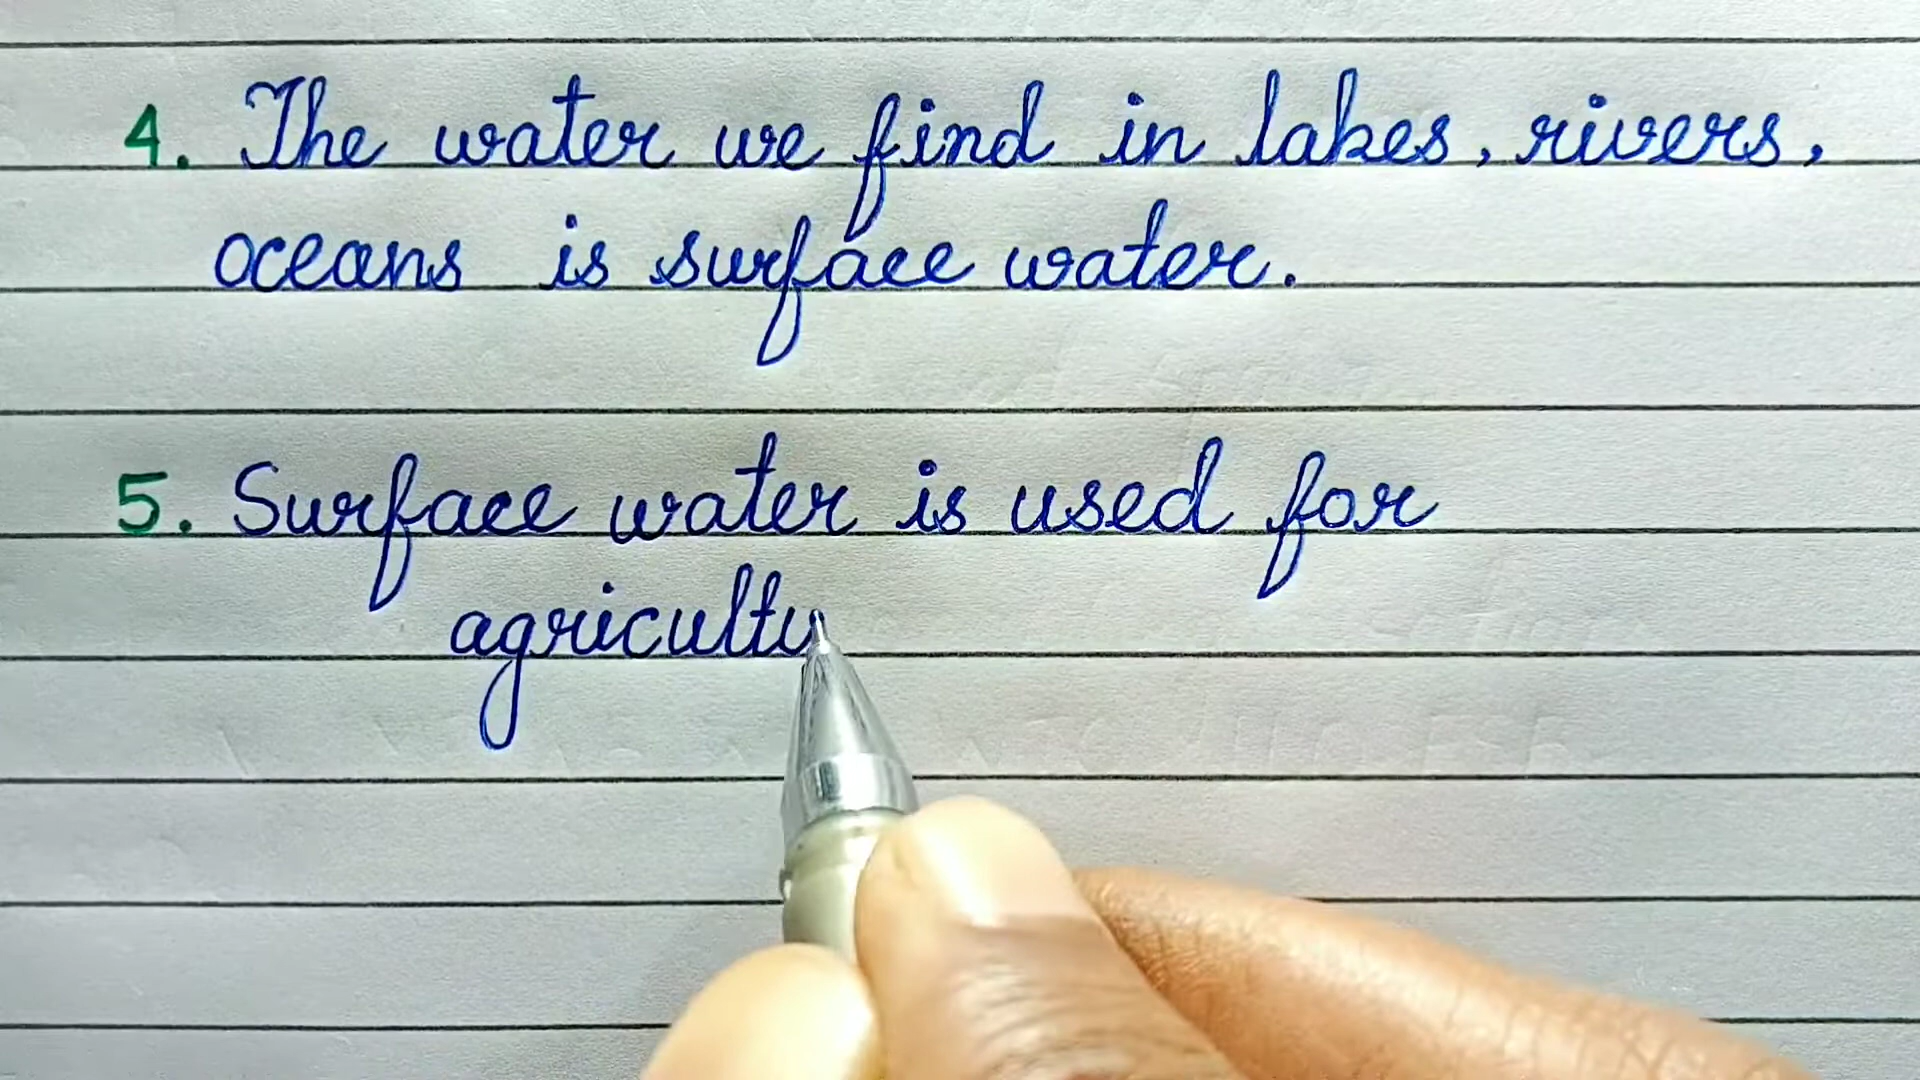 4. The water we find in lakes, rivers,
oceans is surface water.
5. Surface water is used for
agricultu